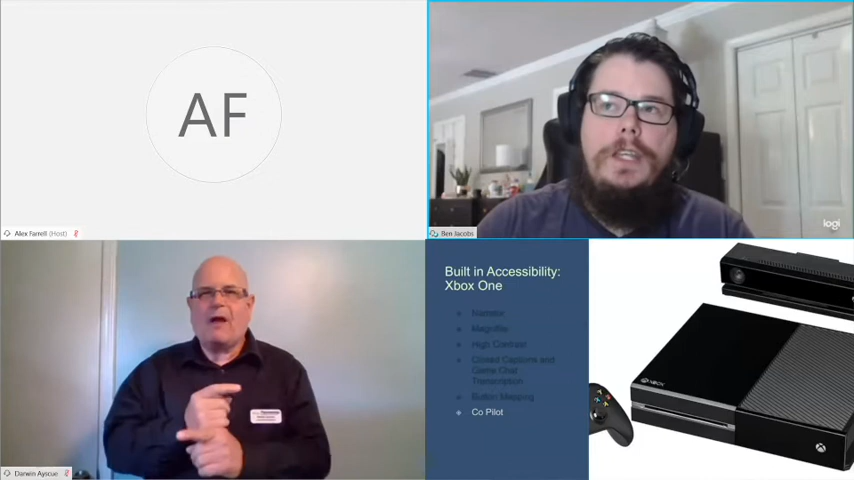 AF
Alex Farrell (Host)
logi
Ben Jacobs
Built in Accessibility:
Xbox One
Narrator
Magnifier
High Contrast
Closed Captions and
Game Chat
Transcription
Button Mapping
Co Pilot
XBOX
Darwin Ayscue